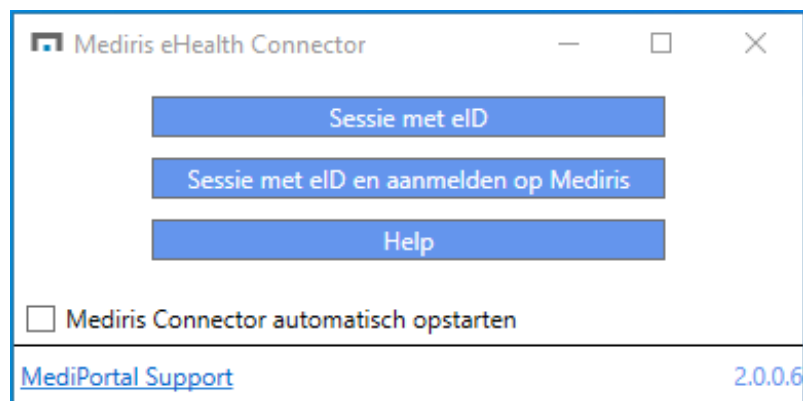 Mediris eHealth Connector
Sessie met eID
Sessie met eID en aanmelden op Mediris
Help
Mediris Connector automatisch opstarten
MediPortal Support 2.0.0.6